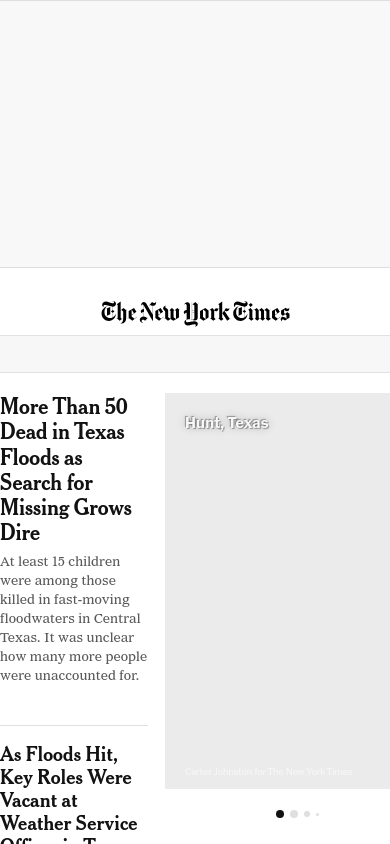 The New York Times
More Than 50
Dead in Texas
Floods as
Search for
Missing Grows
Dire
At least 15 children
were among those
killed in fast-moving
floodwaters in Central
Texas. It was unclear
how many more people
were unaccounted for.
As Floods Hit,
Key Roles Were
Vacant at
Weather Service
Hunt, Texas
Carter Johnston for The New York Times